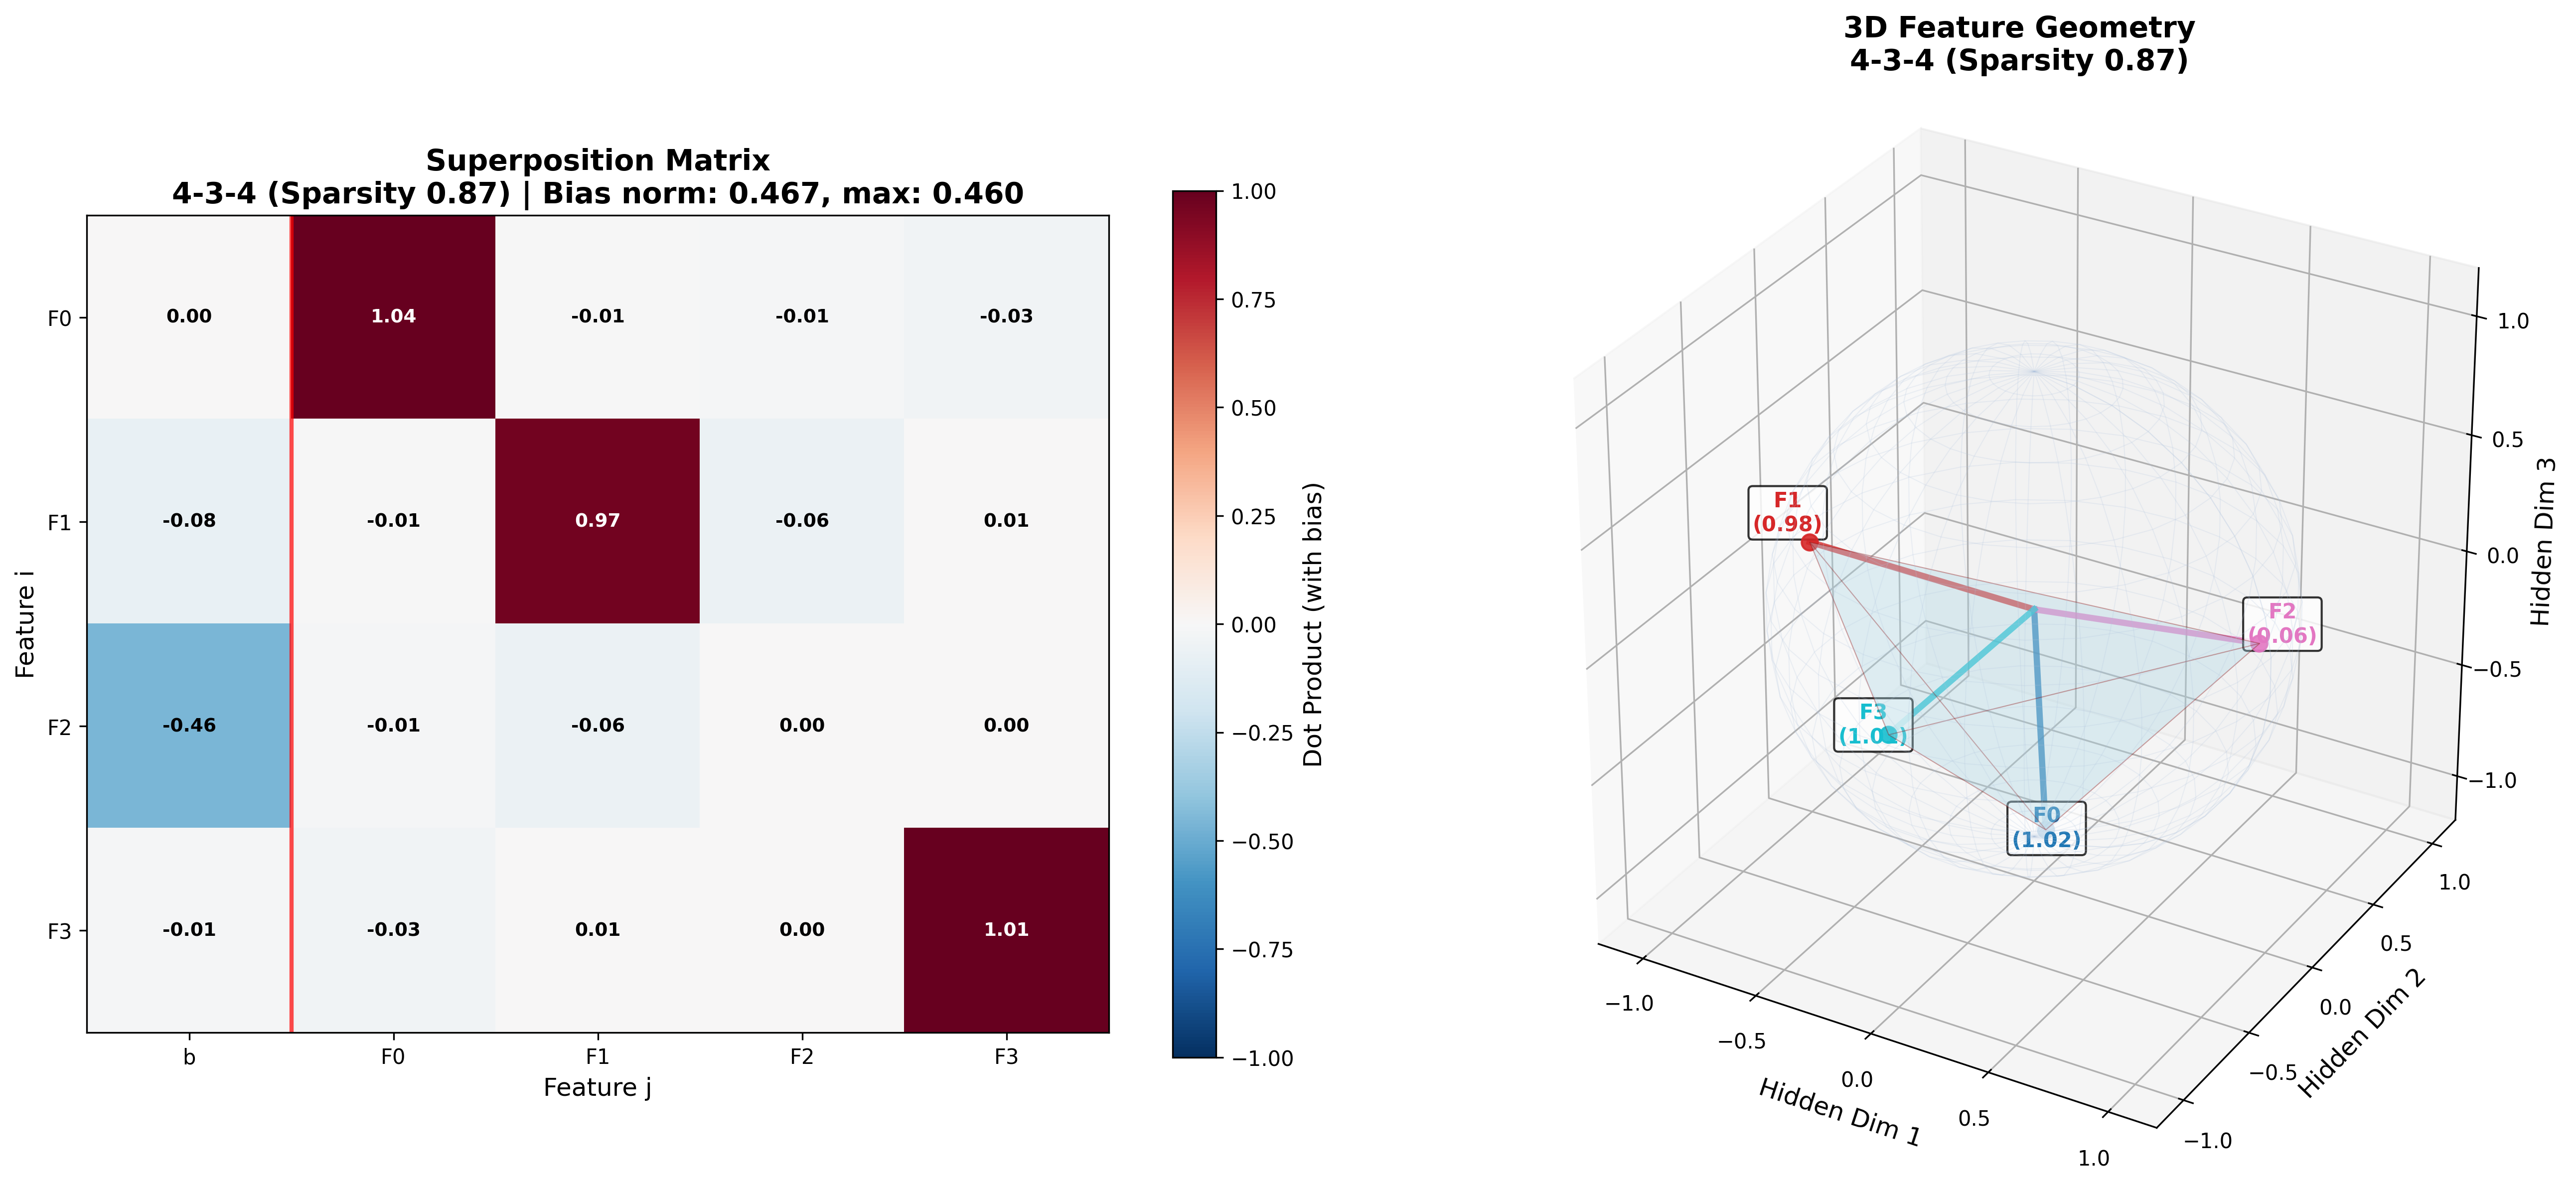 Superposition Matrix
4-3-4 (Sparsity 0.87) | Bias norm: 0.467, max: 0.460
Feature i
F0
F1
F2
F3
0.00 1.04 -0.01 -0.01 -0.03
-0.08 -0.01 0.97 -0.06 0.01
-0.46 -0.01 -0.06 0.00 0.00
-0.01 -0.03 0.01 0.00 1.01
b F0 F1 F2 F3
Feature j
1.00
0.75
0.50
0.25
0.00
−0.25
−0.50
−0.75
−1.00
Dot Product (with bias)
3D Feature Geometry
4-3-4 (Sparsity 0.87)
F1
(0.98)
F2
(0.06)
F3
F0
(1.02)
−1.0
−0.5
0.0
0.5
1.0
Hidden Dim 1
−1.0
−0.5
0.0
0.5
1.0
Hidden Dim 2
1.0
0.5
0.0
−0.5
−1.0
Hidden Dim 3